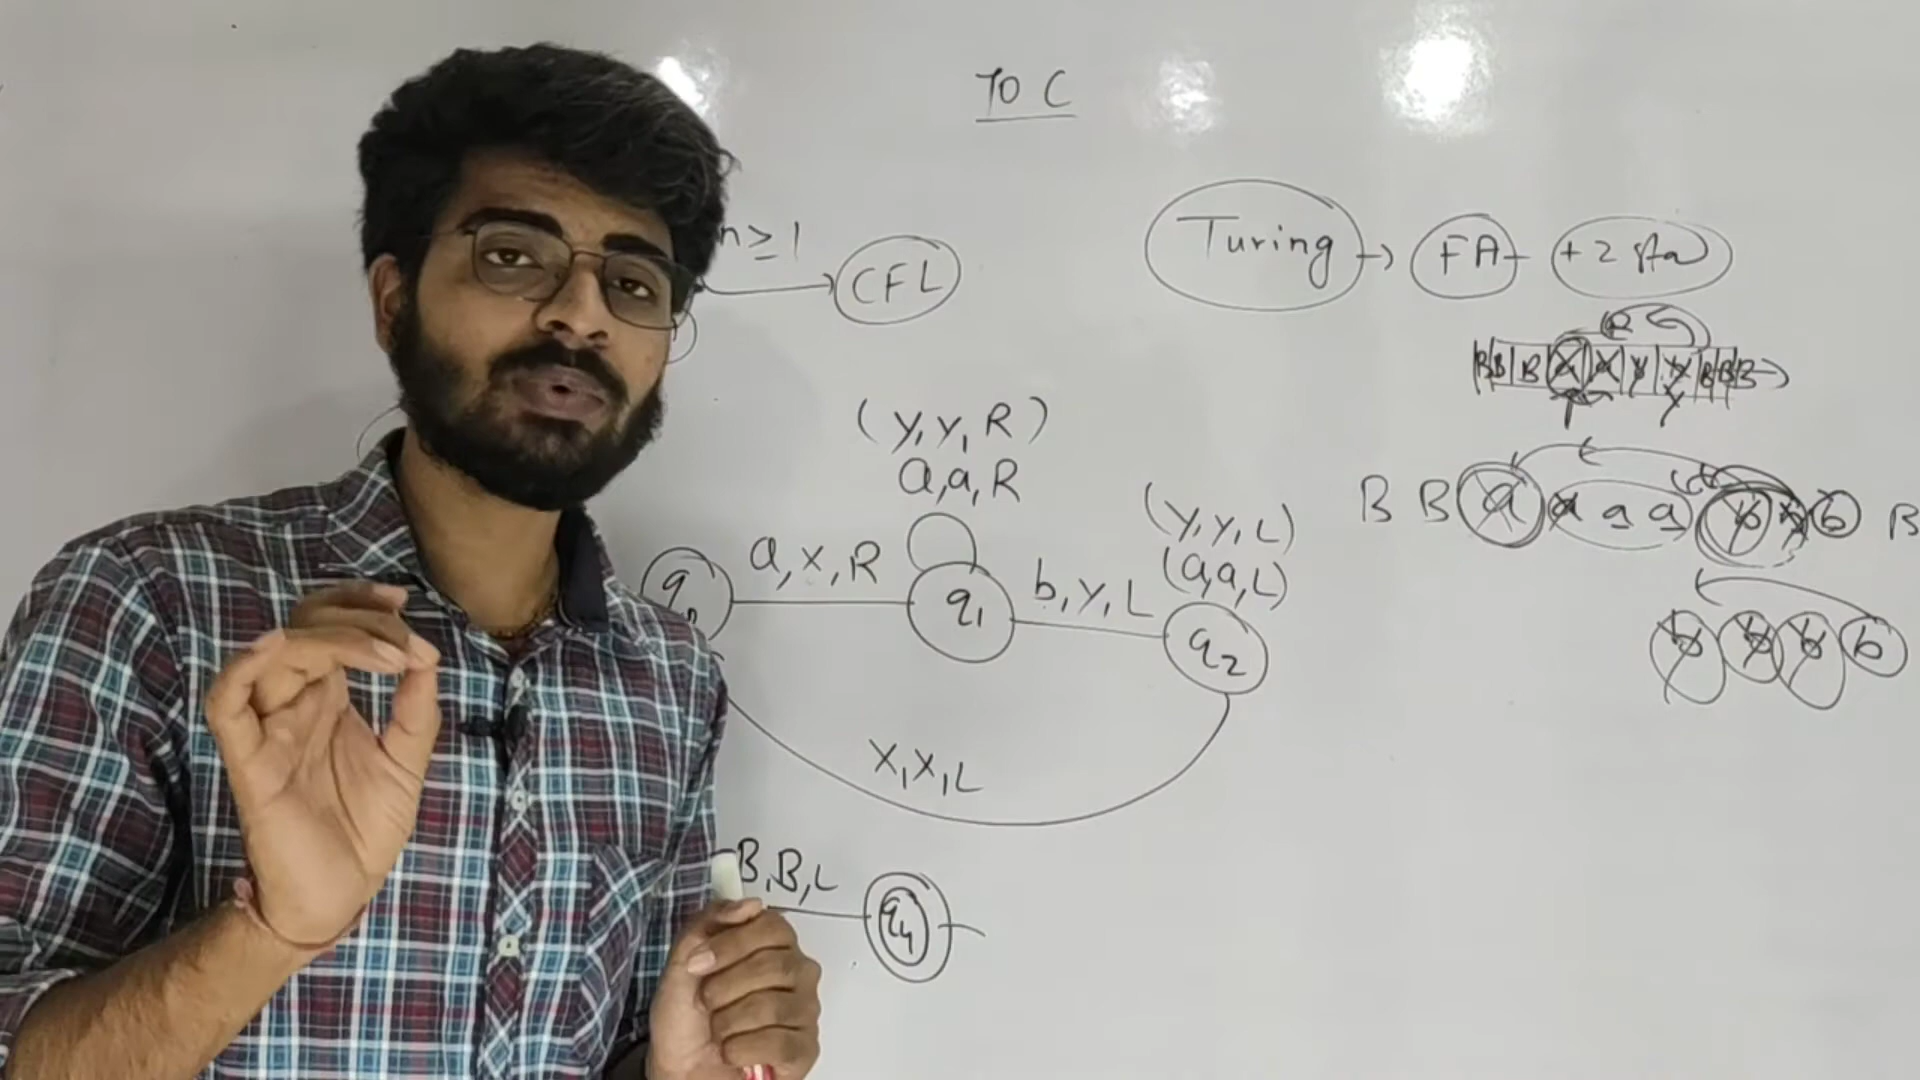 TOC
n ≥ 1
CFL
Turing → FA + 2 sta
B B B
B B B
(y, y, R)
a, a, R
(y, y, L)
(a, a, L)
B B a a a a b b b B
a, x, R
b, y, L
q1
q2
b b b b
x, x, L
B, B, L
q4